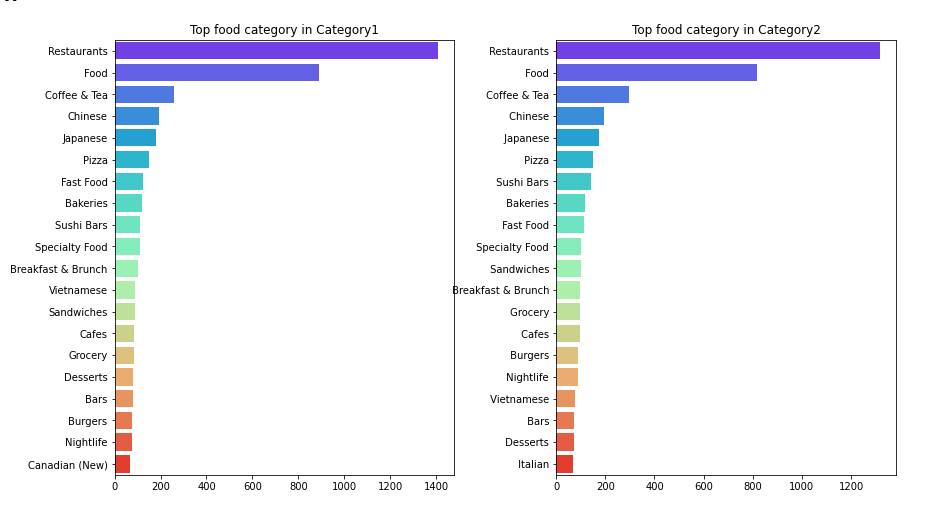 Top food category in Category1
Restaurants
Food
Coffee & Tea
Chinese
Japanese
Pizza
Fast Food
Bakeries
Sushi Bars
Specialty Food
Breakfast & Brunch
Vietnamese
Sandwiches
Cafes
Grocery
Desserts
Bars
Burgers
Nightlife
Canadian (New)
0 200 400 600 800 1000 1200 1400
Top food category in Category2
Restaurants
Food
Coffee & Tea
Chinese
Japanese
Pizza
Sushi Bars
Bakeries
Fast Food
Specialty Food
Sandwiches
Breakfast & Brunch
Grocery
Cafes
Burgers
Nightlife
Vietnamese
Bars
Desserts
Italian
0 200 400 600 800 1000 1200